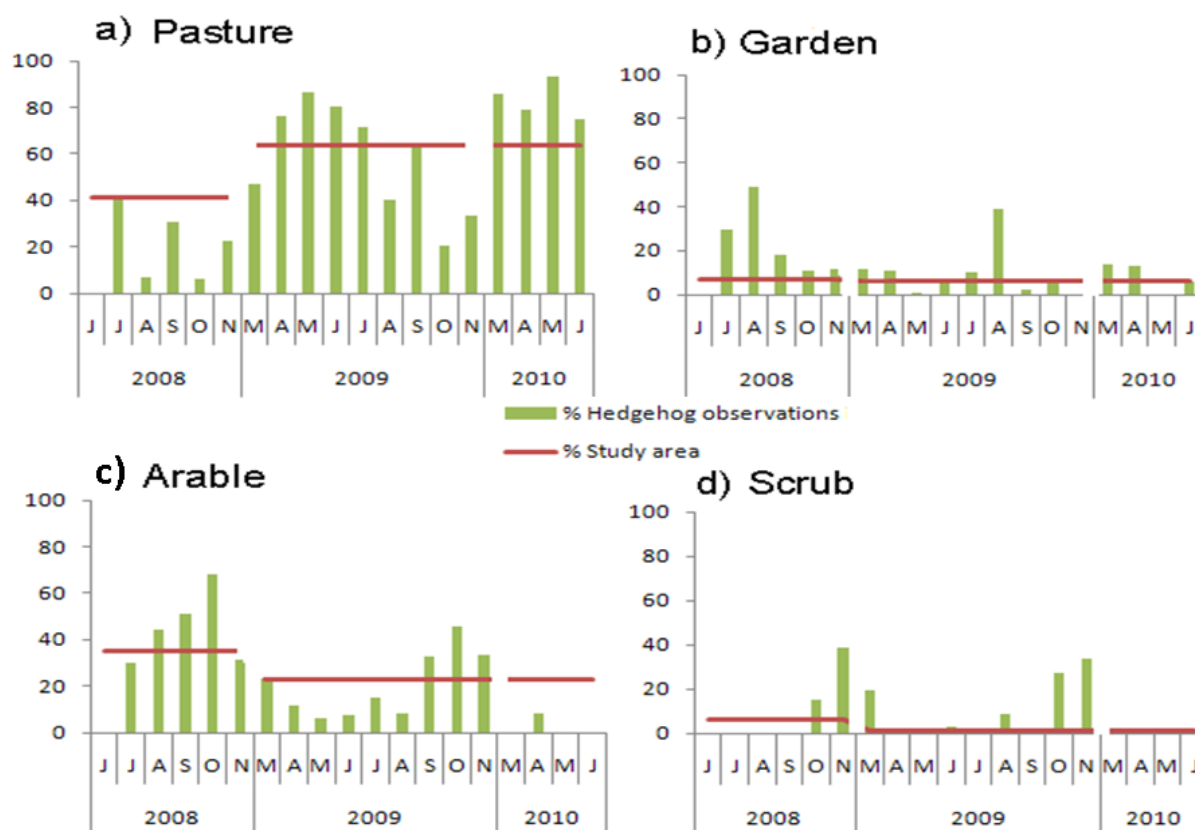 a) Pasture
100
80
60
40
20
0
J J A S O N M A M J J A S O N M A M J
2008 2009 2010
b) Garden
100
80
60
40
20
0
J J A S O N M A M J J A S O N M A M J
2008 2009 2010
% Hedgehog observations
% Study area
c) Arable
100
80
60
40
20
0
J J A S O N M A M J J A S O N M A M J
2008 2009 2010
d) Scrub
100
80
60
40
20
0
J J A S O N M A M J J A S O N M A M J
2008 2009 2010